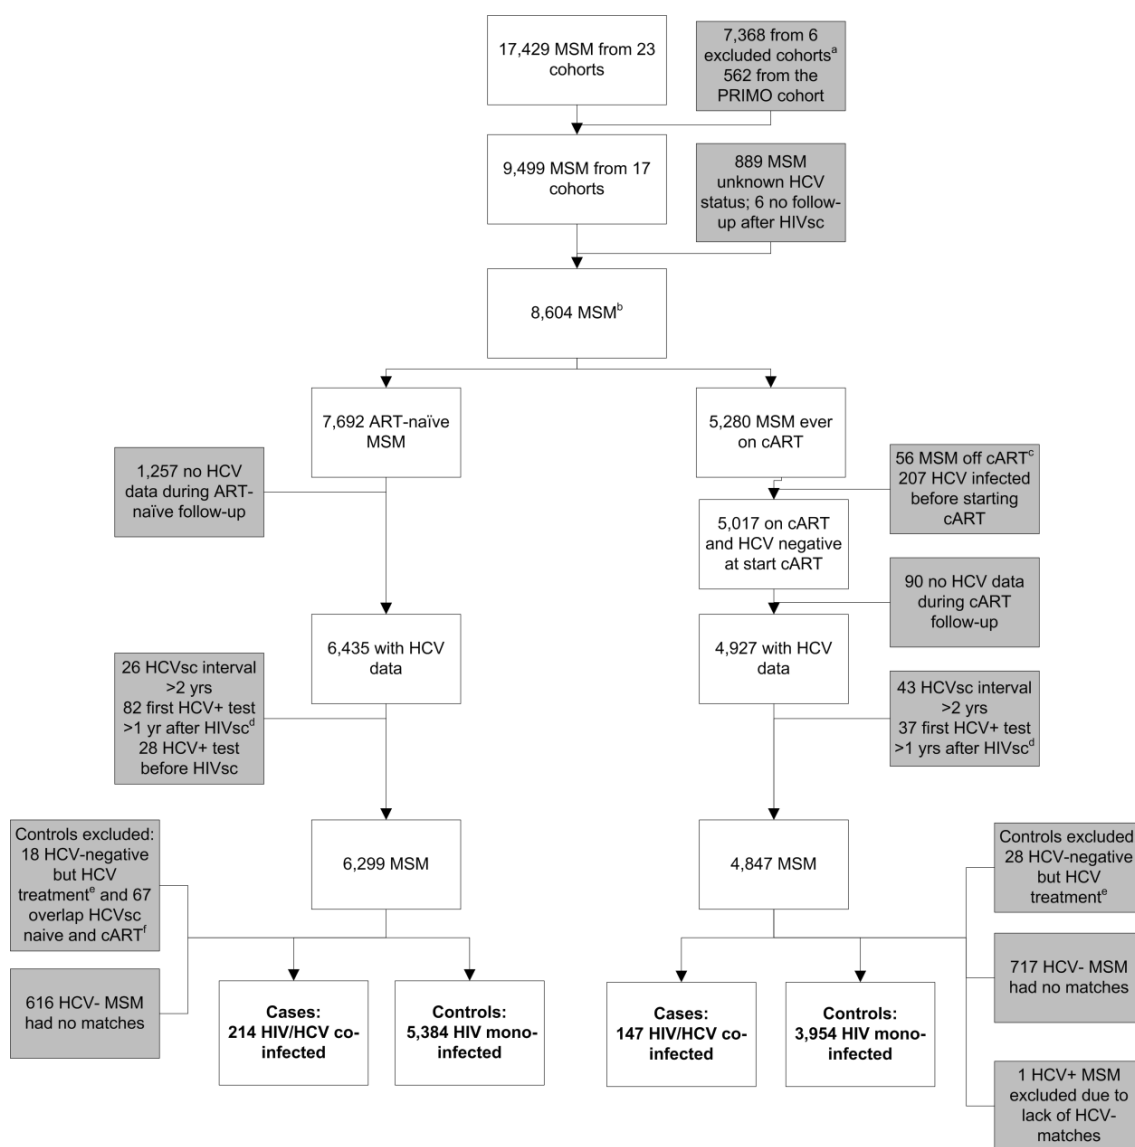 17,429 MSM from 23
cohorts
7,368 from 6
excluded cohortsᵃ
562 from the
PRIMO cohort
9,499 MSM from 17
cohorts
889 MSM
unknown HCV
status; 6 no follow-
up after HIVsc
8,604 MSMᵇ
7,692 ART-naïve
MSM
5,280 MSM ever
on cART
1,257 no HCV
data during ART-
naïve follow-up
56 MSM off cARTᶜ
207 HCV infected
before starting
cART
5,017 on cART
and HCV negative
at start cART
90 no HCV data
during cART
follow-up
6,435 with HCV
data
4,927 with HCV
data
26 HCVsc interval
>2 yrs
82 first HCV+ test
>1 yr after HIVscᵈ
28 HCV+ test
before HIVsc
43 HCVsc interval
>2 yrs
37 first HCV+ test
>1 yrs after HIVscᵈ
Controls excluded:
18 HCV-negative
but HCV
treatmentᵉ and 67
overlap HCVsc
naive and cARTᶠ
6,299 MSM
4,847 MSM
Controls excluded
28 HCV-negative
but HCV
treatmentᵉ
616 HCV- MSM
had no matches
Cases:
214 HIV/HCV co-
infected
Controls:
5,384 HIV mono-
infected
Cases:
147 HIV/HCV co-
infected
Controls:
3,954 HIV mono-
infected
717 HCV- MSM
had no matches
1 HCV+ MSM
excluded due to
lack of HCV-
matches